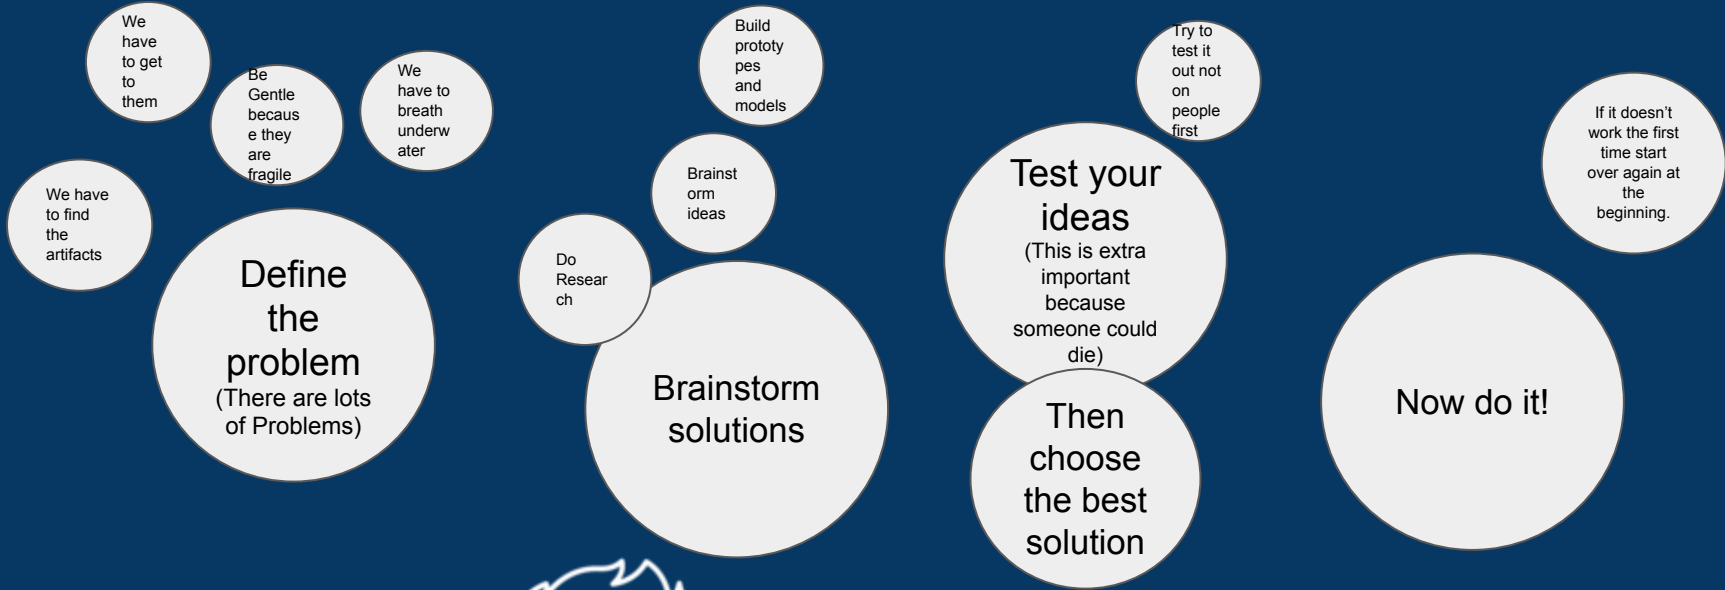 We
have
to get
to
them
Be
Gentle
becaus
e they
are
fragile
We
have to
breath
underw
ater
We have
to find
the
artifacts
Define
the
problem
(There are lots
of Problems)
Build
prototy
pes
and
models
Brainst
orm
ideas
Do
Resear
ch
Brainstorm
solutions
Try to
test it
out not
on
people
first
Test your
ideas
(This is extra
important
because
someone could
die)
Then
choose
the best
solution
If it doesn’t
work the first
time start
over again at
the
beginning.
Now do it!